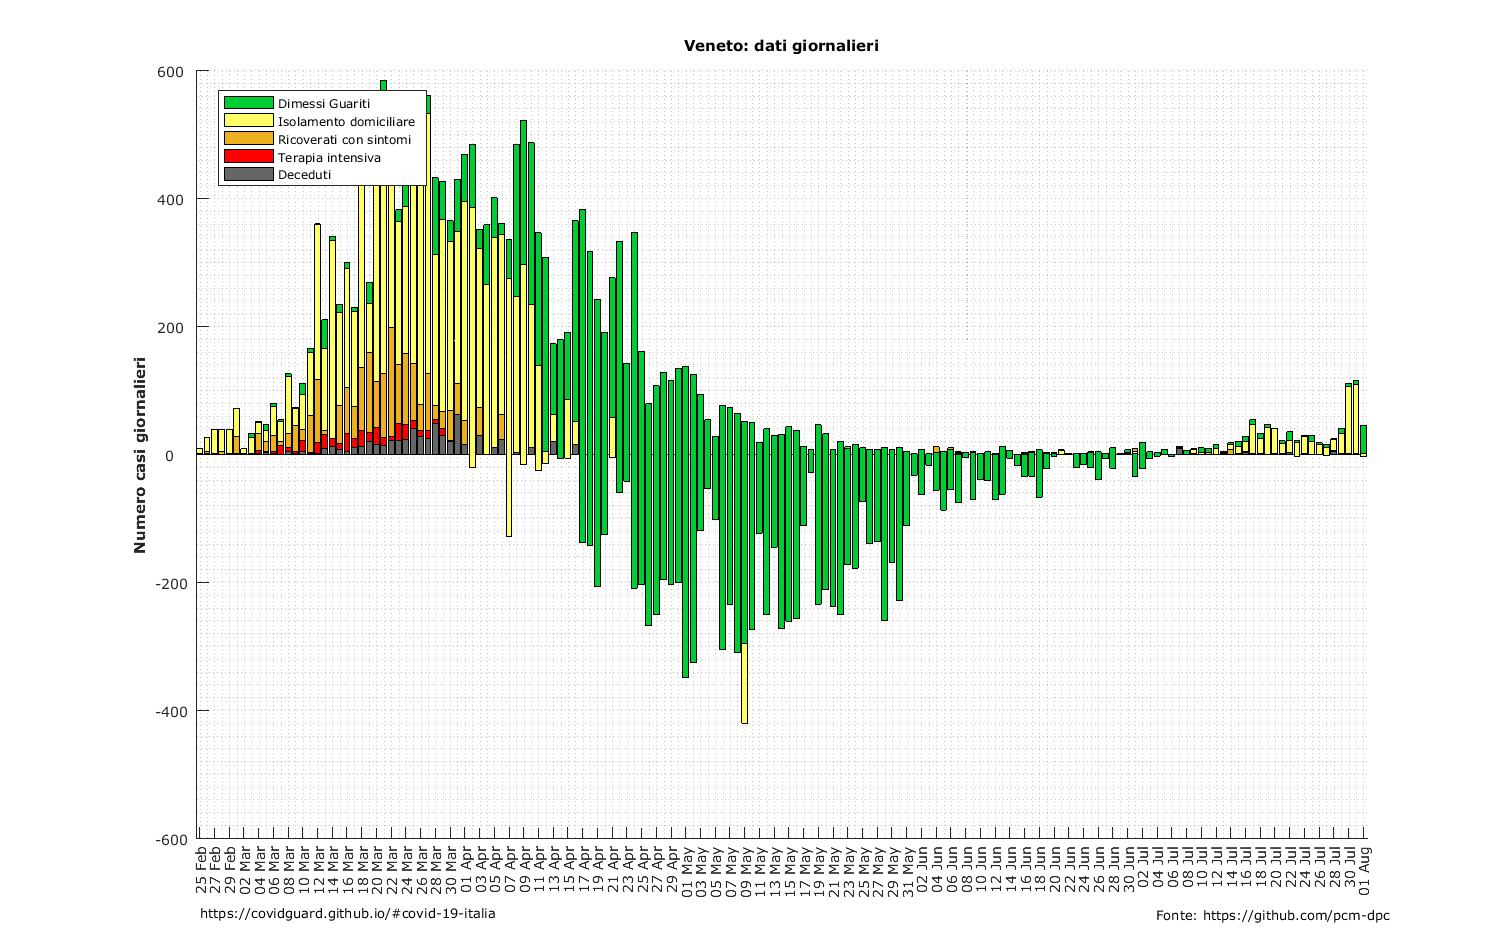 Veneto: dati giornalieri
600
400
200
0
-200
-400
-600
Numero casi giornalieri
Dimessi Guariti
Isolamento domiciliare
Ricoverati con sintomi
Terapia intensiva
Deceduti
25 Feb
27 Feb
29 Feb
02 Mar
04 Mar
06 Mar
08 Mar
10 Mar
12 Mar
14 Mar
16 Mar
18 Mar
20 Mar
22 Mar
24 Mar
26 Mar
28 Mar
30 Mar
01 Apr
03 Apr
05 Apr
07 Apr
09 Apr
11 Apr
13 Apr
15 Apr
17 Apr
19 Apr
21 Apr
23 Apr
25 Apr
27 Apr
29 Apr
01 May
03 May
05 May
07 May
09 May
11 May
13 May
15 May
17 May
19 May
21 May
23 May
25 May
27 May
29 May
31 May
02 Jun
04 Jun
06 Jun
08 Jun
10 Jun
12 Jun
14 Jun
16 Jun
18 Jun
20 Jun
22 Jun
24 Jun
26 Jun
28 Jun
30 Jun
02 Jul
04 Jul
06 Jul
08 Jul
10 Jul
12 Jul
14 Jul
16 Jul
18 Jul
20 Jul
22 Jul
24 Jul
26 Jul
28 Jul
30 Jul
01 Aug
https://covidguard.github.io/#covid-19-italia
Fonte: https://github.com/pcm-dpc